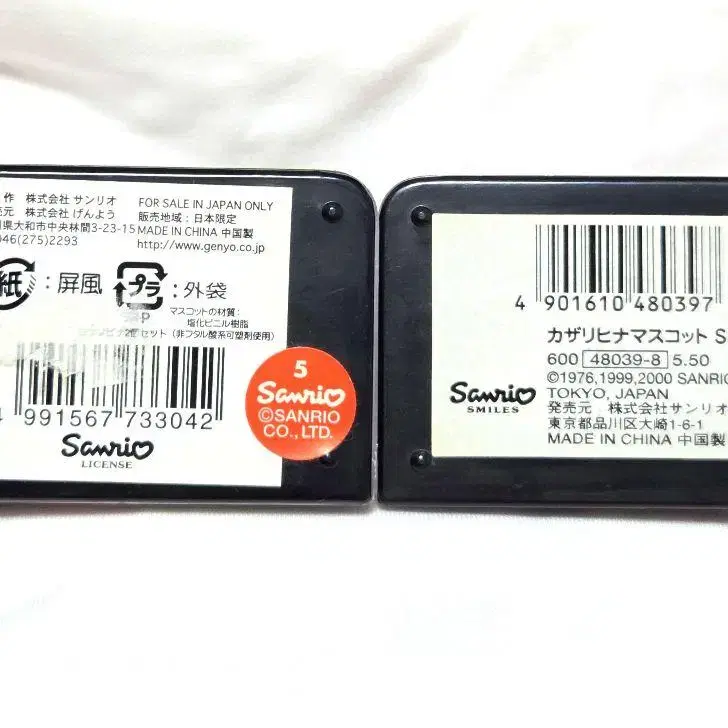 作 株式会社 サンリオ
売元 株式会社 げんよう
川県大和市中央林間3-23-15
046(275)2293
FOR SALE IN JAPAN ONLY
販売地域：日本限定
MADE IN CHINA 中国製
http://www.genyo.co.jp
紙：屏風
プラ：外袋
マスコットの材質：
塩化ビニル樹脂
セット（非フタル酸系可塑剤使用）
4 991567 733042
Sanrio
LICENSE
5
Sanrio
©SANRIO
CO.,LTD.
4 901610 480397
カザリヒナマスコット S
600 48039-8 5.50
©1976,1999,2000 SANRIO
TOKYO, JAPAN
発売元 株式会社サンリオ
東京都品川区大崎1-6-1
MADE IN CHINA 中国製
Sanrio
SMILES